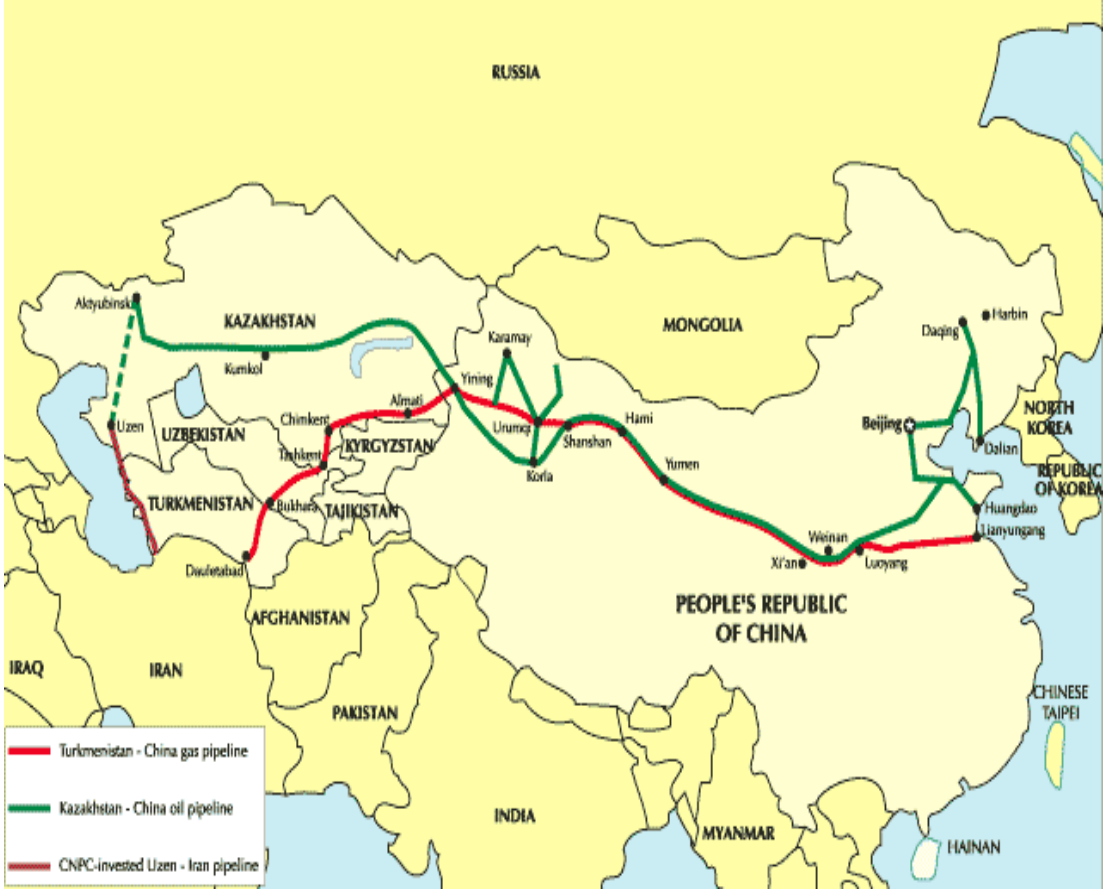 RUSSIA
Aktyubinsk
KAZAKHSTAN
Kumkol
MONGOLIA
Karamay
Daqing
Harbin
Yining
Almati
Chimkent
Uzen
UZBEKISTAN
KYRGYZSTAN
Tashkent
Urumqi
Shanshan
Hami
Korla
Yumen
Beijing
Dalian
NORTH
KOREA
REPUBLIC
OF KOREA
TURKMENISTAN
Bukhara
TAJIKISTAN
Dauletabad
Huangdao
Lianyungang
Weinan
Xi'an
Luoyang
PEOPLE'S REPUBLIC
OF CHINA
AFGHANISTAN
IRAQ
IRAN
PAKISTAN
CHINESE
TAIPEI
INDIA
MYANMAR
HAINAN
Turkmenistan - China gas pipeline
Kazakhstan - China oil pipeline
CNPC-invested Uzen - Iran pipeline